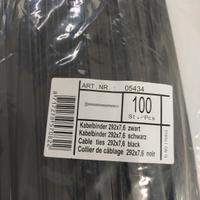 ART NR.: 05434
100
St./Pcs
Kabelbinder 292x7,6 zwart
Kabelbinder 292x7,6 schwarz
Cable ties 292x7,6 black
Collier de câblage 292x7,6 noir